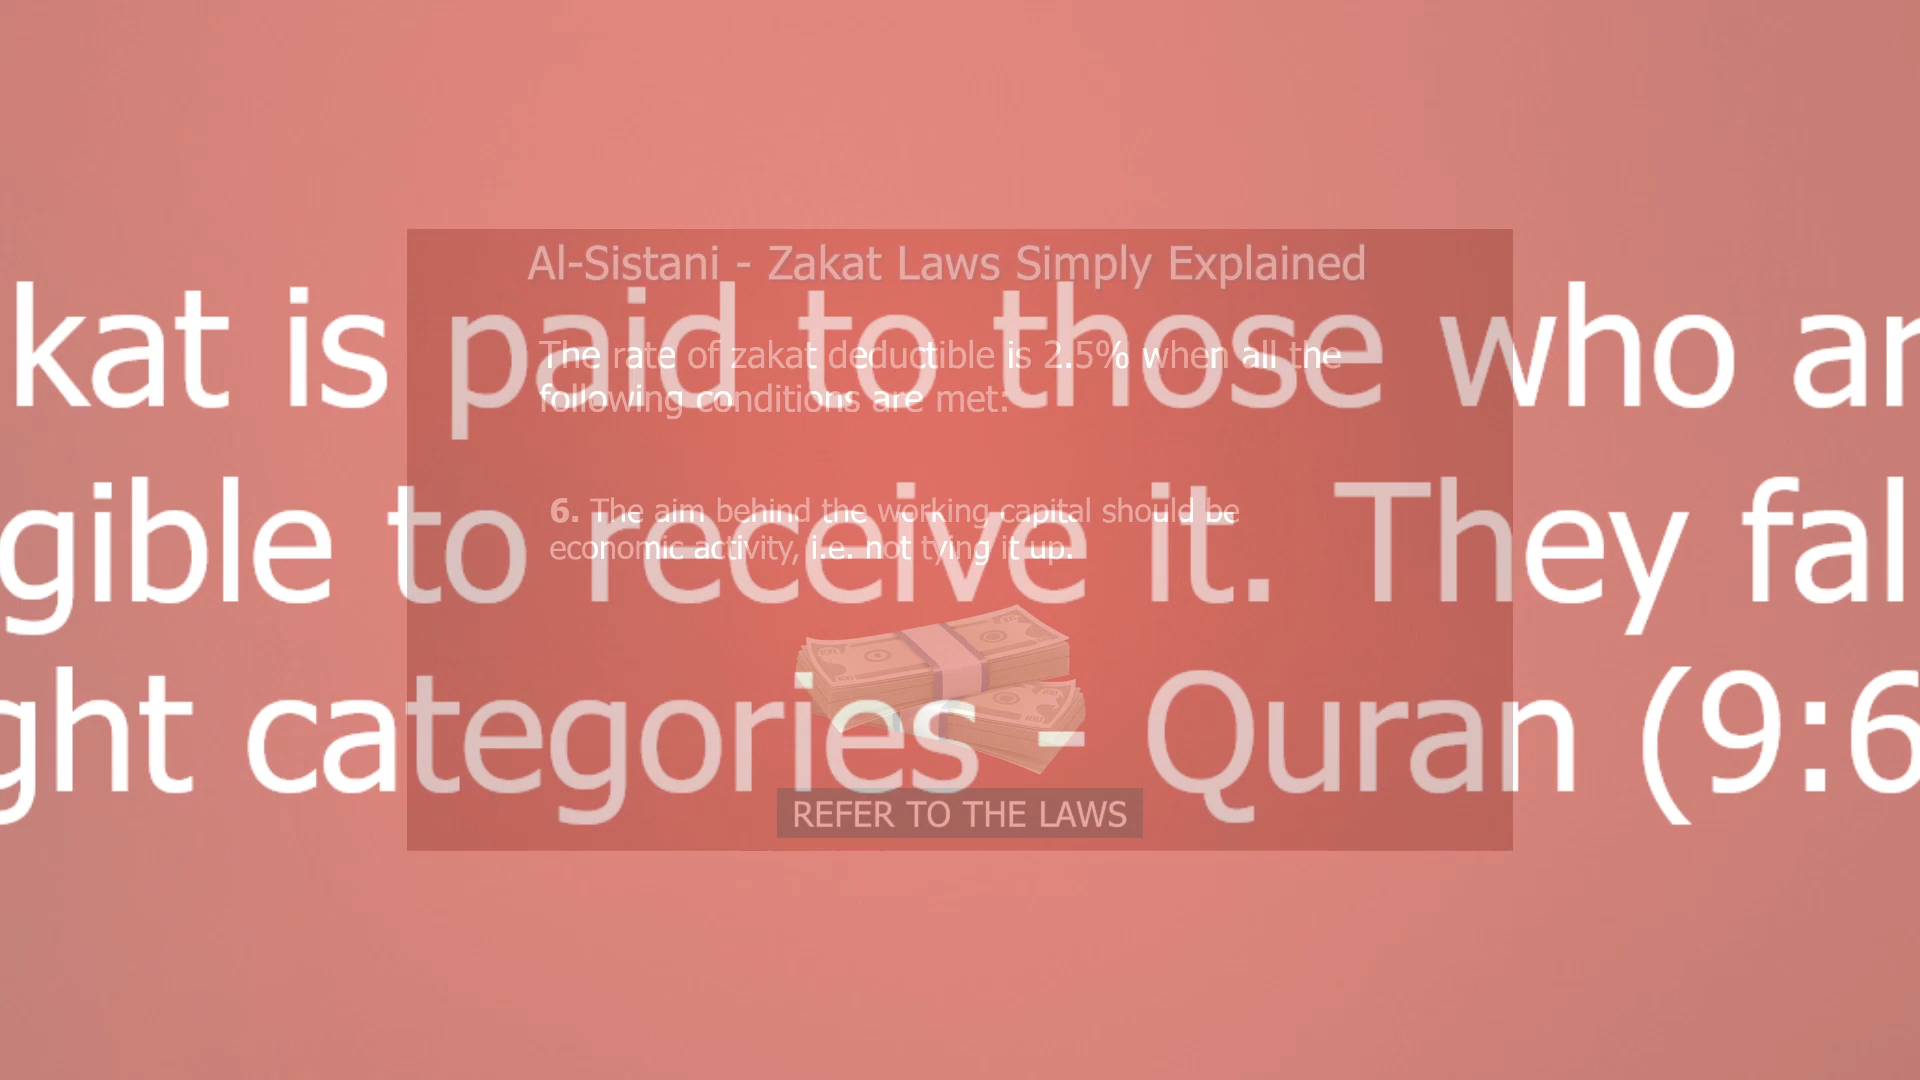 Al-Sistani - Zakat Laws Simply Explained
The rate of zakat deductible is 2.5% when all the
following conditions are met:
6. The aim behind the working capital should be
economic activity, i.e. not tying it up.
REFER TO THE LAWS
kat is paid to those who ar
gible to receive it. They fal
ght categories - Quran (9:6